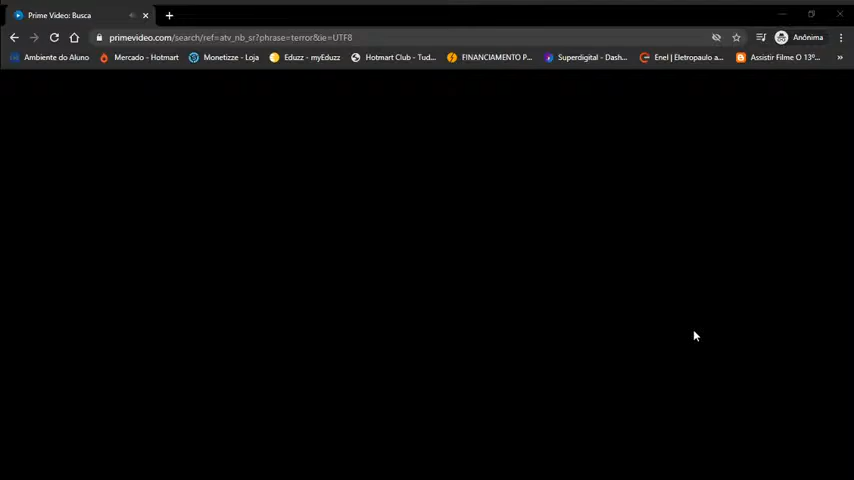 Prime Video: Busca
primevideo.com/search/ref=atv_nb_sr?phrase=terror&ie=UTF8
Anônima
Ambiente do Aluno
Mercado - Hotmart
Monetizze - Loja
Eduzz - myEduzz
Hotmart Club - Tud...
FINANCIAMENTO P...
Superdigital - Dash...
Enel | Eletropaulo a...
Assistir Filme O 13º...